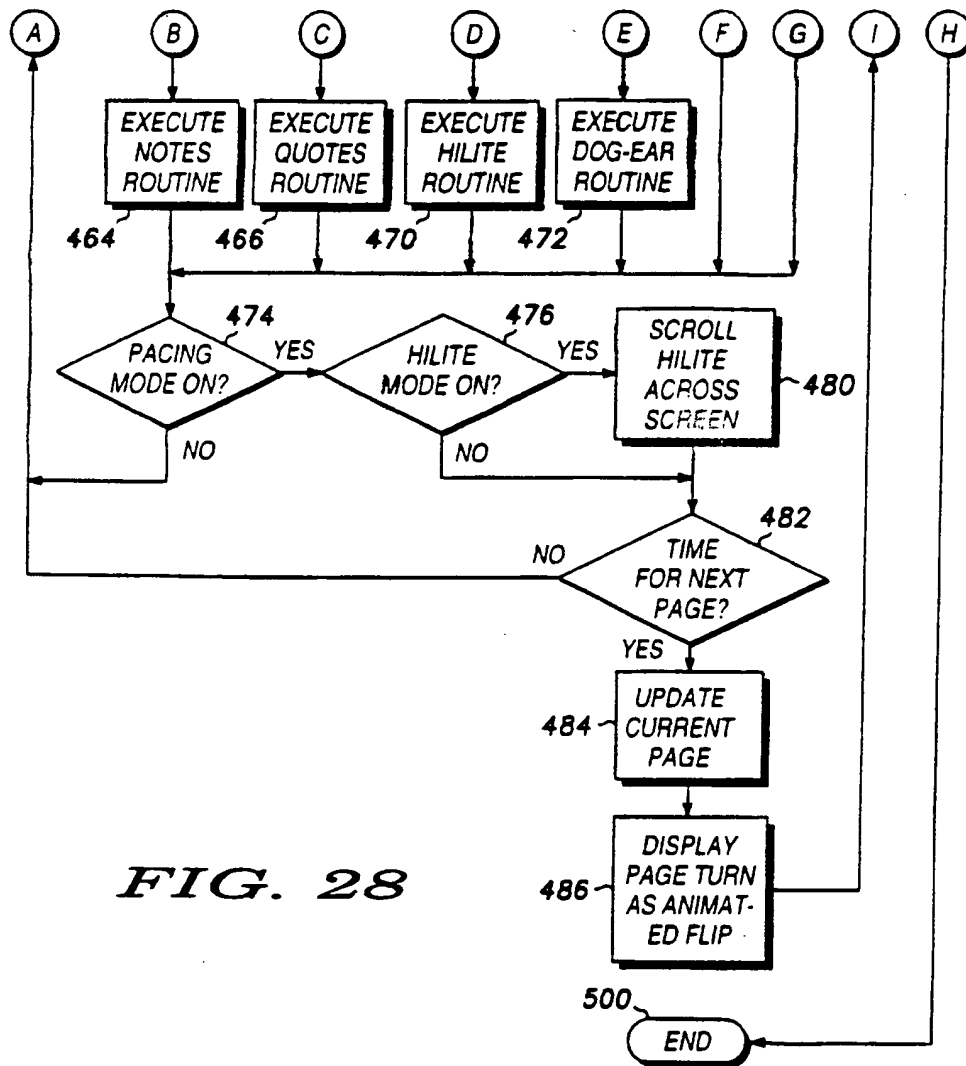 A B C D E F G I H
EXECUTE
NOTES
ROUTINE
464
EXECUTE
QUOTES
ROUTINE
466
EXECUTE
HILITE
ROUTINE
470
EXECUTE
DOG-EAR
ROUTINE
472
PACING
MODE ON?
474
YES
NO
HILITE
MODE ON?
476
YES
NO
SCROLL
HILITE
ACROSS
SCREEN
480
TIME
FOR NEXT
PAGE?
482
NO
YES
UPDATE
CURRENT
PAGE
484
DISPLAY
PAGE TURN
AS ANIMAT-
ED FLIP
486
FIG. 28
500
END